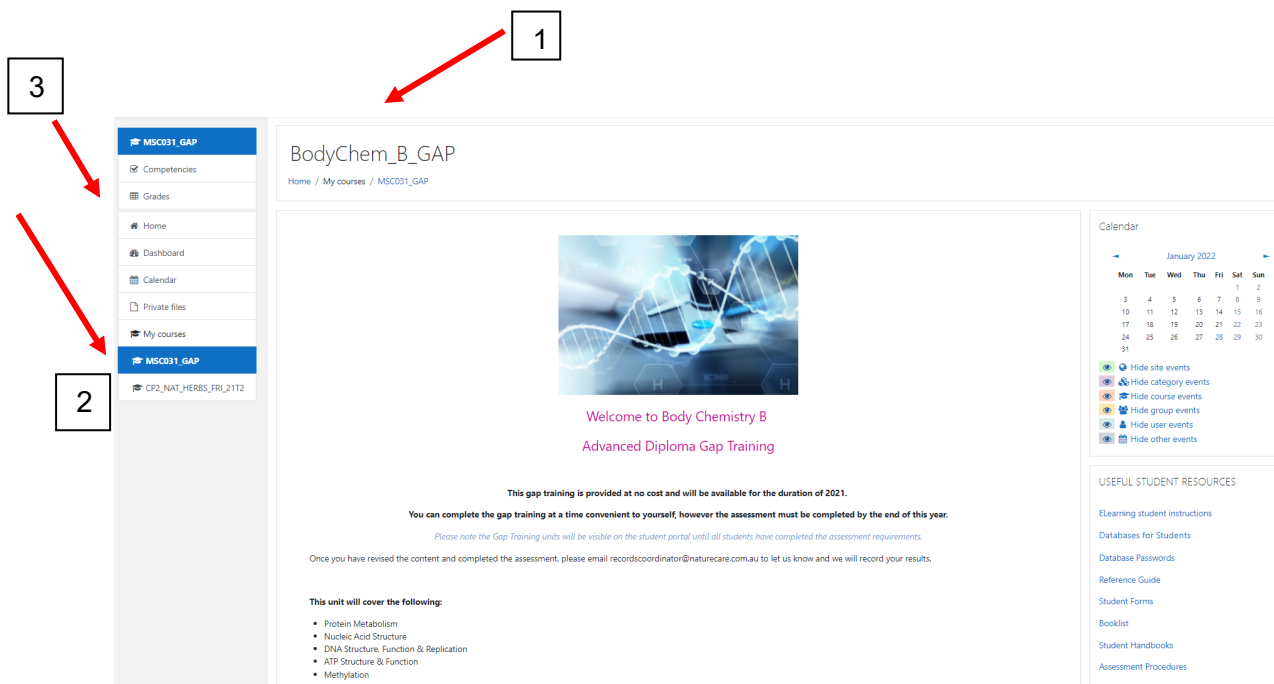 1
3
MSC031_GAP
Competencies
Grades
Home
Dashboard
Calendar
Private files
My courses
MSC031_GAP
CP2_NAT_HERBS_FRI_21T2
2
BodyChem_B_GAP
Home / My courses / MSC031_GAP
H
H
Welcome to Body Chemistry B
Advanced Diploma Gap Training
This gap training is provided at no cost and will be available for the duration of 2021.
You can complete the gap training at a time convenient to yourself, however the assessment must be completed by the end of this year.
Please note the Gap Training units will be visible on the student portal until all students have completed the assessment requirements.
Once you have revised the content and completed the assessment, please email recordscoordinator@naturecare.com.au to let us know and we will record your results.
This unit will cover the following:
• Protein Metabolism
• Nucleic Acid Structure
• DNA Structure, Function & Replication
• ATP Structure & Function
• Methylation
Calendar
◄ January 2022 ►
Mon Tue Wed Thu Fri Sat Sun
1 2
3 4 5 6 7 8 9
10 11 12 13 14 15 16
17 18 19 20 21 22 23
24 25 26 27 28 29 30
31
Hide site events
Hide category events
Hide course events
Hide group events
Hide user events
Hide other events
USEFUL STUDENT RESOURCES
ELearning student instructions
Databases for Students
Database Passwords
Reference Guide
Student Forms
Booklist
Student Handbooks
Assessment Procedures